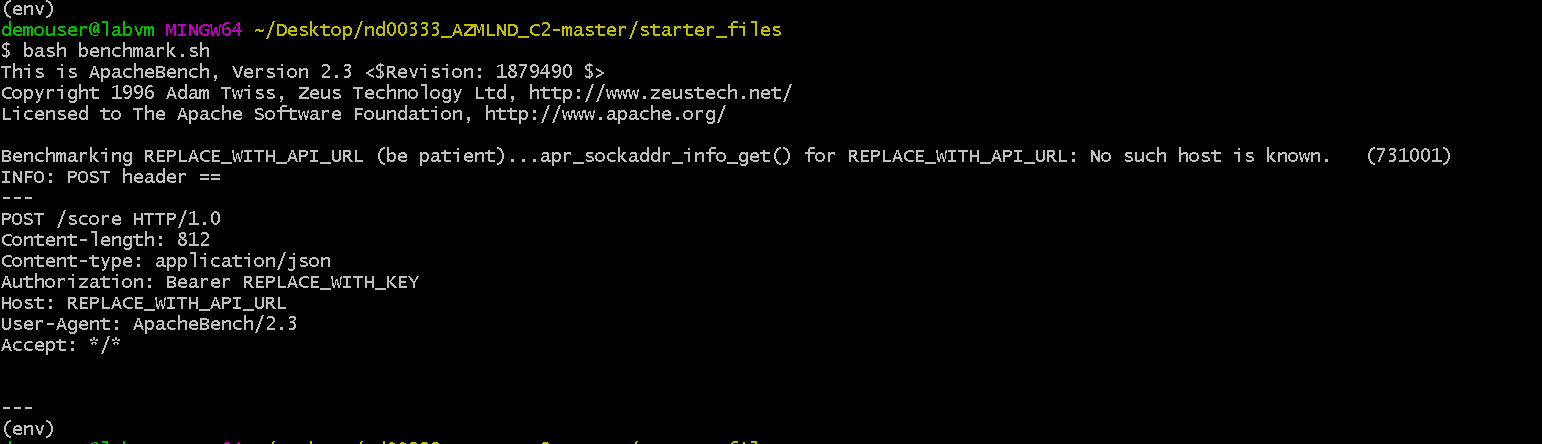 (env)
demouser@labvm MINGW64 ~/Desktop/nd00333_AZMLND_C2-master/starter_files
$ bash benchmark.sh
This is ApacheBench, Version 2.3 <$Revision: 1879490 $>
Copyright 1996 Adam Twiss, Zeus Technology Ltd, http://www.zeustech.net/
Licensed to The Apache Software Foundation, http://www.apache.org/

Benchmarking REPLACE_WITH_API_URL (be patient)...apr_sockaddr_info_get() for REPLACE_WITH_API_URL: No such host is known.   (731001)
INFO: POST header ==
---
POST /score HTTP/1.0
Content-length: 812
Content-type: application/json
Authorization: Bearer REPLACE_WITH_KEY
Host: REPLACE_WITH_API_URL
User-Agent: ApacheBench/2.3
Accept: */*


---
(env)